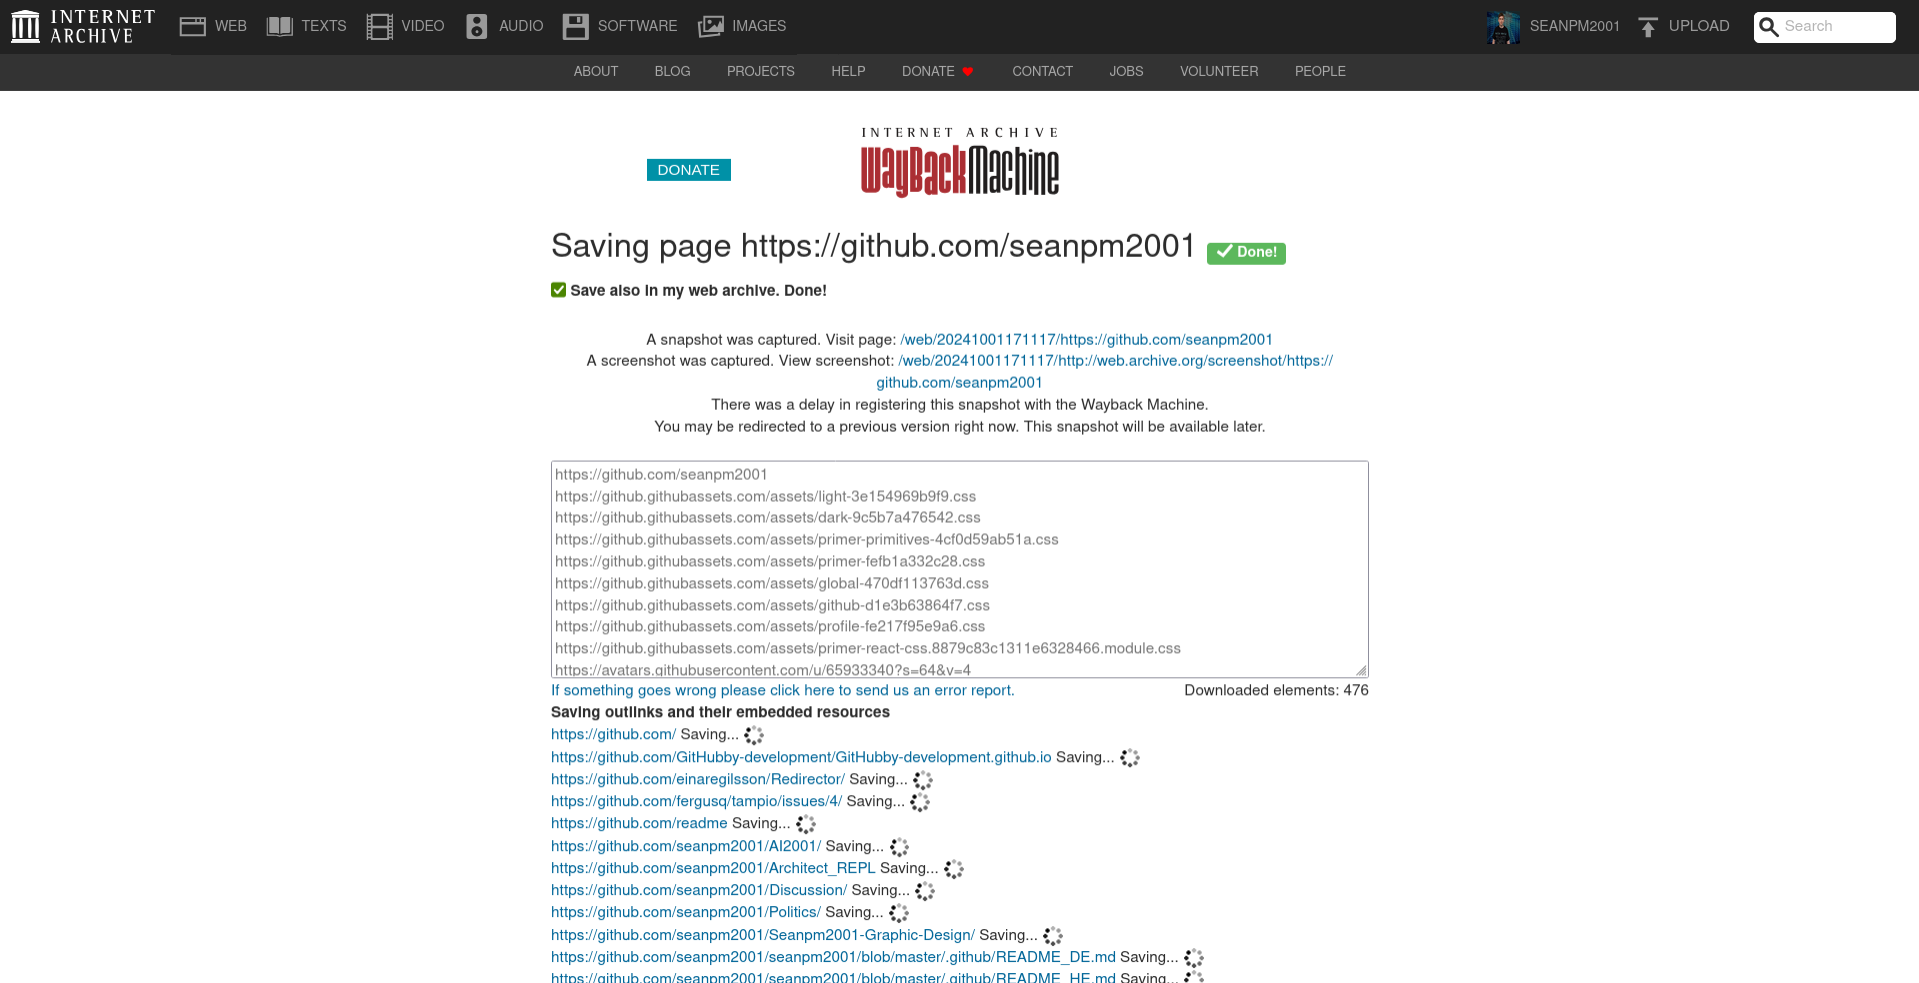 INTERNET ARCHIVE
WEB
TEXTS
VIDEO
AUDIO
SOFTWARE
IMAGES
SEANPM2001
UPLOAD
Search
ABOUT
BLOG
PROJECTS
HELP
DONATE
CONTACT
JOBS
VOLUNTEER
PEOPLE
DONATE
INTERNET ARCHIVE
WayBackMachine
Saving page https://github.com/seanpm2001 Done!
Save also in my web archive. Done!
A snapshot was captured. Visit page: /web/20241001171117/https://github.com/seanpm2001
A screenshot was captured. View screenshot: /web/20241001171117/http://web.archive.org/screenshot/https://
github.com/seanpm2001
There was a delay in registering this snapshot with the Wayback Machine.
You may be redirected to a previous version right now. This snapshot will be available later.
https://github.com/seanpm2001
https://github.githubassets.com/assets/light-3e154969b9f9.css
https://github.githubassets.com/assets/dark-9c5b7a476542.css
https://github.githubassets.com/assets/primer-primitives-4cf0d59ab51a.css
https://github.githubassets.com/assets/primer-fefb1a332c28.css
https://github.githubassets.com/assets/global-470df113763d.css
https://github.githubassets.com/assets/github-d1e3b63864f7.css
https://github.githubassets.com/assets/profile-fe217f95e9a6.css
https://github.githubassets.com/assets/primer-react-css.8879c83c1311e6328466.module.css
https://avatars.githubusercontent.com/u/65933340?s=64&v=4
If something goes wrong please click here to send us an error report.
Downloaded elements: 476
Saving outlinks and their embedded resources
https://github.com/ Saving...
https://github.com/GitHubby-development/GitHubby-development.github.io Saving...
https://github.com/einaregilsson/Redirector/ Saving...
https://github.com/fergusq/tampio/issues/4/ Saving...
https://github.com/readme Saving...
https://github.com/seanpm2001/AI2001/ Saving...
https://github.com/seanpm2001/Architect_REPL Saving...
https://github.com/seanpm2001/Discussion/ Saving...
https://github.com/seanpm2001/Politics/ Saving...
https://github.com/seanpm2001/Seanpm2001-Graphic-Design/ Saving...
https://github.com/seanpm2001/seanpm2001/blob/master/.github/README_DE.md Saving...
https://github.com/seanpm2001/seanpm2001/blob/master/.github/README_HE.md Saving...